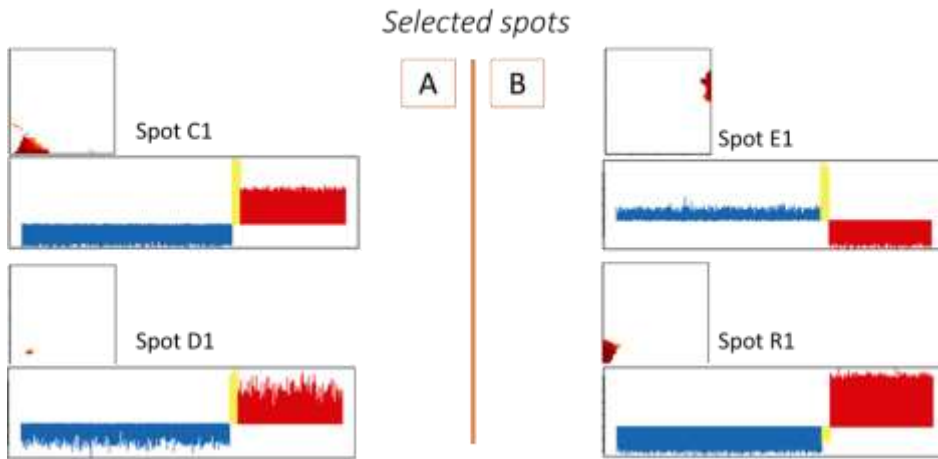 Selected spots
A
B
Spot C1
Spot E1
Spot D1
Spot R1